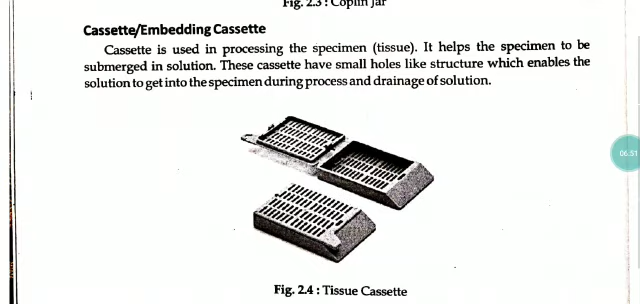 Fig. 2.3 : Coplin Jar
Cassette/Embedding Cassette
Cassette is used in processing the specimen (tissue). It helps the specimen to be
submerged in solution. These cassette have small holes like structure which enables the
solution to get into the specimen during process and drainage of solution.
06.51
Fig. 2.4 : Tissue Cassette